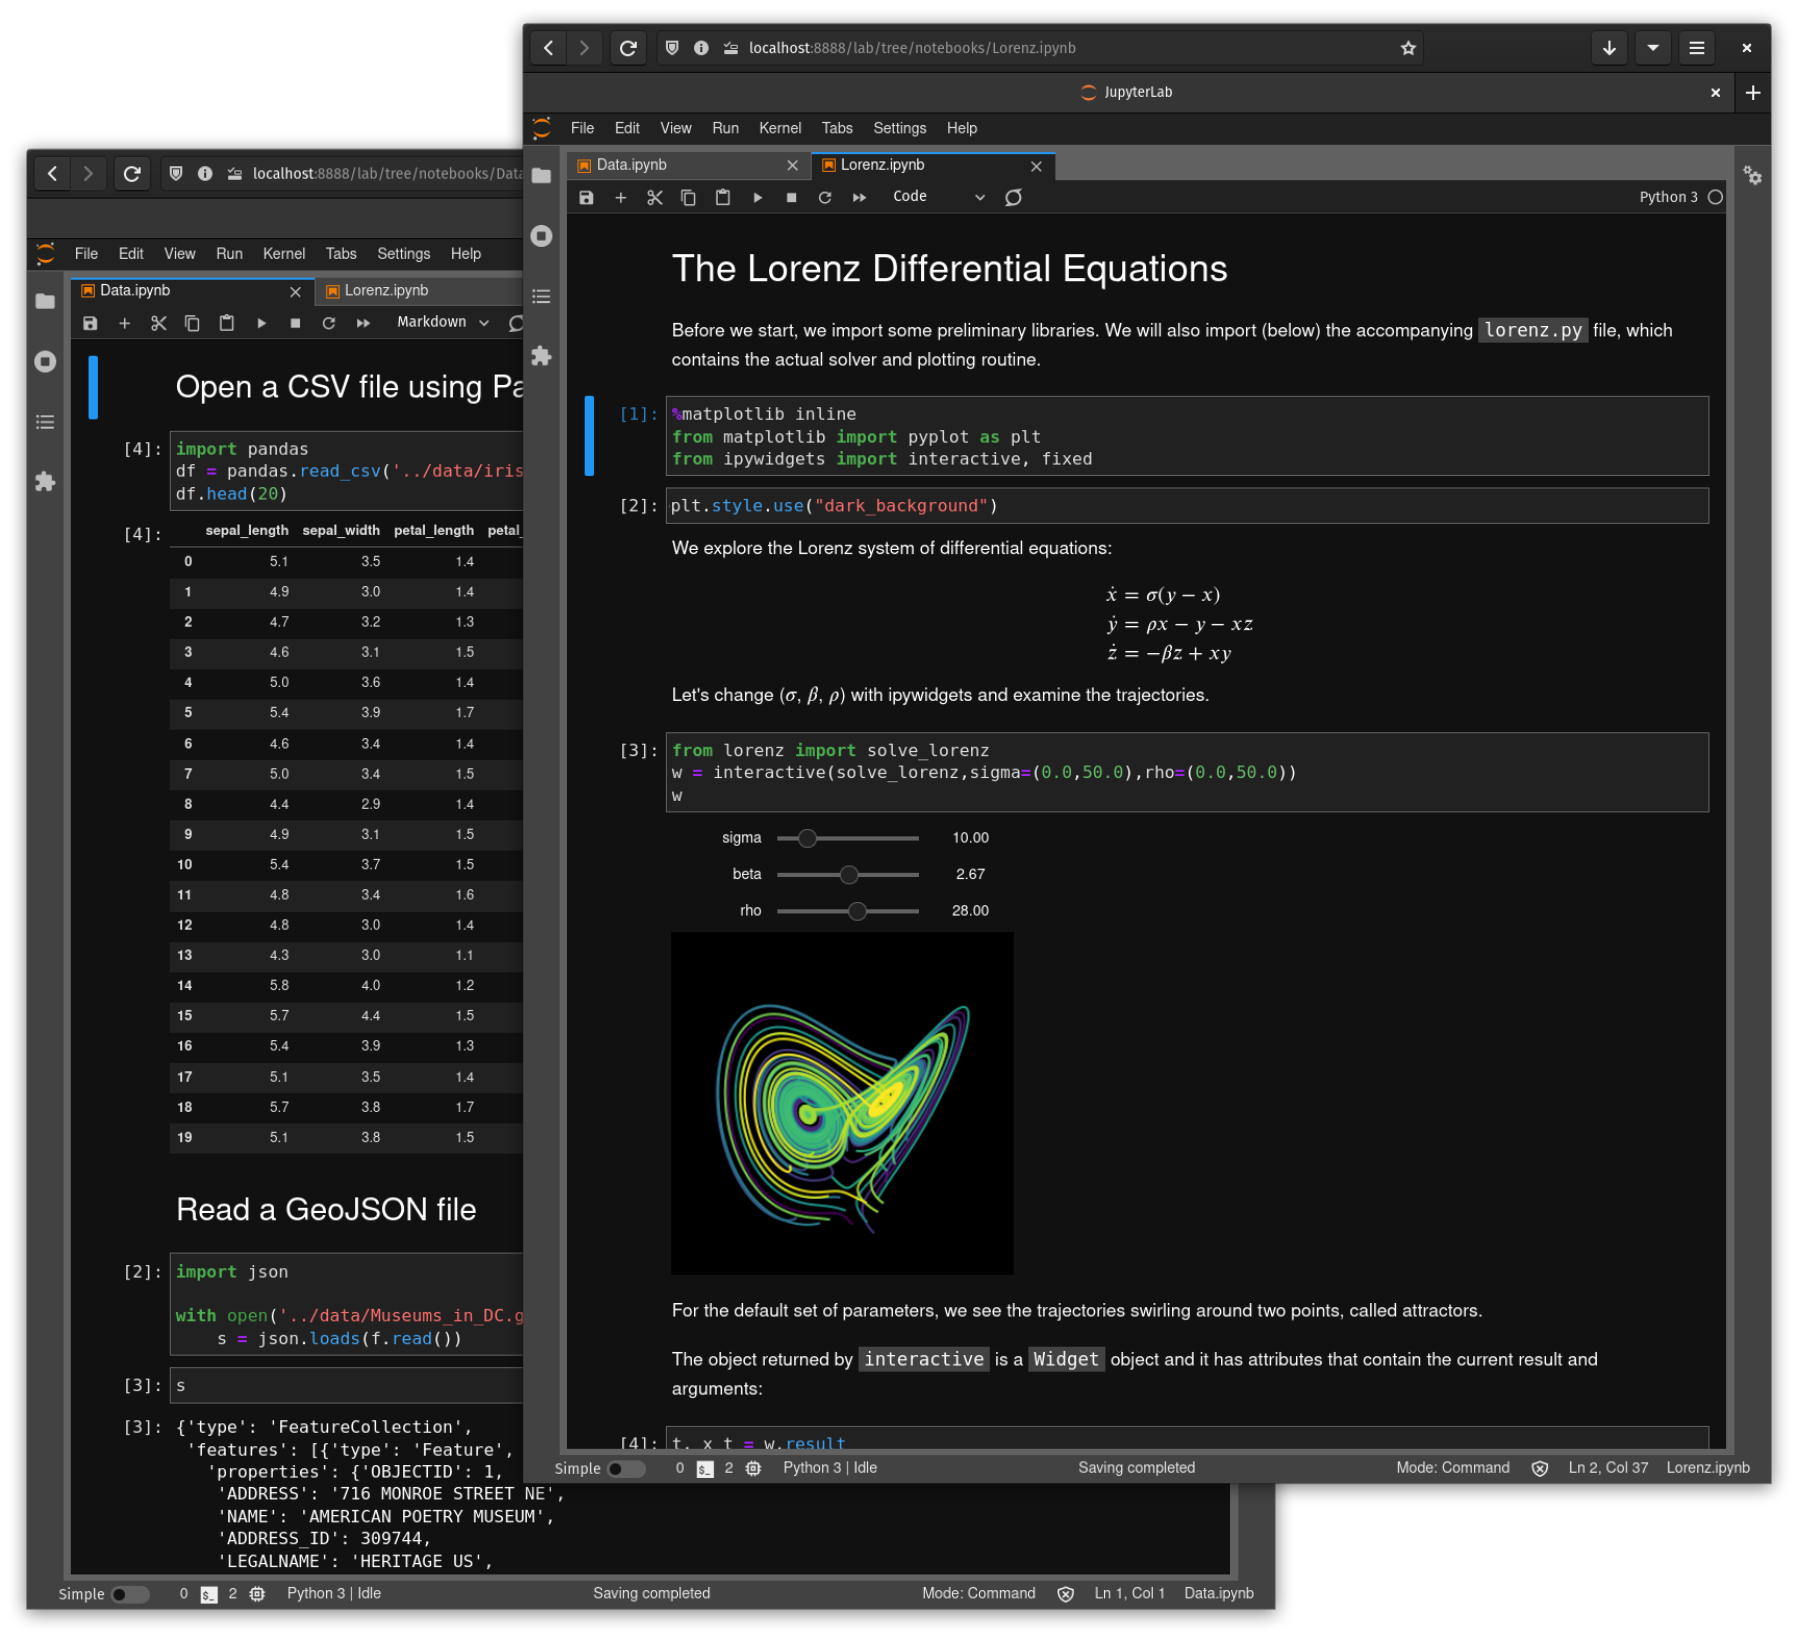 localhost:8888/lab/tree/notebooks/Lorenz.ipynb
JupyterLab
File Edit View Run Kernel Tabs Settings Help
Data.ipynb Lorenz.ipynb
Code Python 3
The Lorenz Differential Equations
Before we start, we import some preliminary libraries. We will also import (below) the accompanying lorenz.py file, which
contains the actual solver and plotting routine.
[1]: %matplotlib inline
from matplotlib import pyplot as plt
from ipywidgets import interactive, fixed
[2]: plt.style.use("dark_background")
We explore the Lorenz system of differential equations:
ẋ = σ(y − x)
ẏ = ρx − y − xz
ż = −βz + xy
Let's change (σ, β, ρ) with ipywidgets and examine the trajectories.
[3]: from lorenz import solve_lorenz
w = interactive(solve_lorenz,sigma=(0.0,50.0),rho=(0.0,50.0))
w
sigma 10.00
beta 2.67
rho 28.00
For the default set of parameters, we see the trajectories swirling around two points, called attractors.
The object returned by interactive is a Widget object and it has attributes that contain the current result and
arguments:
[4]: t, x_t = w.result
Simple 0 $_ 2 Python 3 | Idle Saving completed Mode: Command Ln 2, Col 37 Lorenz.ipynb
localhost:8888/lab/tree/notebooks/Data
File Edit View Run Kernel Tabs Settings Help
Data.ipynb Lorenz.ipynb
Markdown
Open a CSV file using Pa
[4]: import pandas
df = pandas.read_csv('../data/iris
df.head(20)
[4]: sepal_length sepal_width petal_length petal_
0 5.1 3.5 1.4
1 4.9 3.0 1.4
2 4.7 3.2 1.3
3 4.6 3.1 1.5
4 5.0 3.6 1.4
5 5.4 3.9 1.7
6 4.6 3.4 1.4
7 5.0 3.4 1.5
8 4.4 2.9 1.4
9 4.9 3.1 1.5
10 5.4 3.7 1.5
11 4.8 3.4 1.6
12 4.8 3.0 1.4
13 4.3 3.0 1.1
14 5.8 4.0 1.2
15 5.7 4.4 1.5
16 5.4 3.9 1.3
17 5.1 3.5 1.4
18 5.7 3.8 1.7
19 5.1 3.8 1.5
Read a GeoJSON file
[2]: import json
with open('../data/Museums_in_DC.g
s = json.loads(f.read())
[3]: s
[3]: {'type': 'FeatureCollection',
'features': [{'type': 'Feature',
'properties': {'OBJECTID': 1,
'ADDRESS': '716 MONROE STREET NE',
'NAME': 'AMERICAN POETRY MUSEUM',
'ADDRESS_ID': 309744,
'LEGALNAME': 'HERITAGE US',
Simple 0 $_ 2 Python 3 | Idle Saving completed Mode: Command Ln 1, Col 1 Data.ipynb